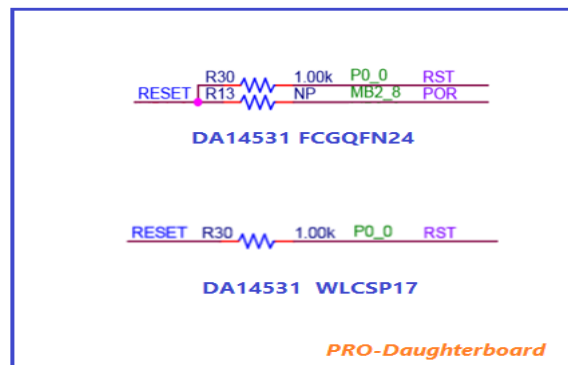 R30 1.00k P0_0 RST
RESET R13 NP MB2_8 POR
DA14531 FCGQFN24
RESET R30 1.00k P0_0 RST
DA14531 WLCSP17
PRO-Daughterboard